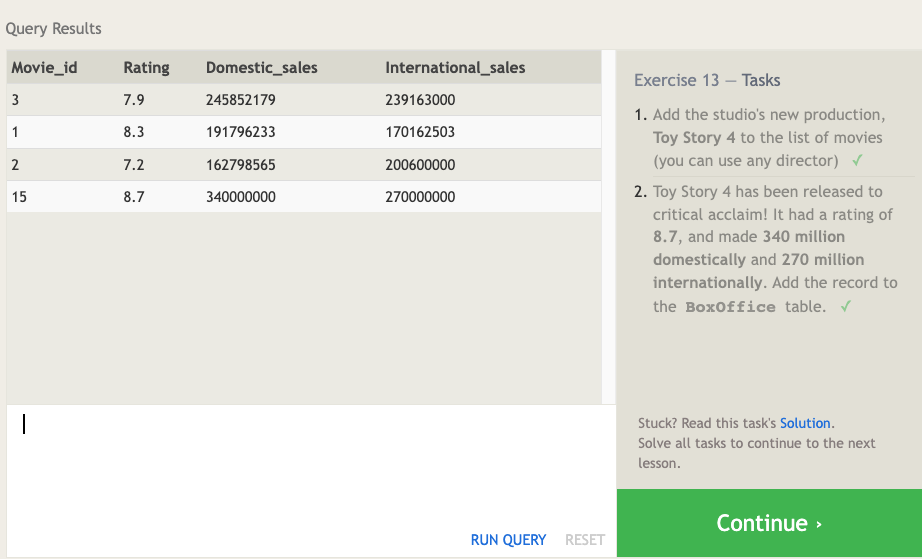 Query Results
Movie_id Rating Domestic_sales International_sales
3 7.9 245852179 239163000
1 8.3 191796233 170162503
2 7.2 162798565 200600000
15 8.7 340000000 270000000
RUN QUERY RESET
Exercise 13 — Tasks
1. Add the studio's new production,
Toy Story 4 to the list of movies
(you can use any director) ✓
2. Toy Story 4 has been released to
critical acclaim! It had a rating of
8.7, and made 340 million
domestically and 270 million
internationally. Add the record to
the BoxOffice table. ✓
Stuck? Read this task's Solution.
Solve all tasks to continue to the next
lesson.
Continue ›